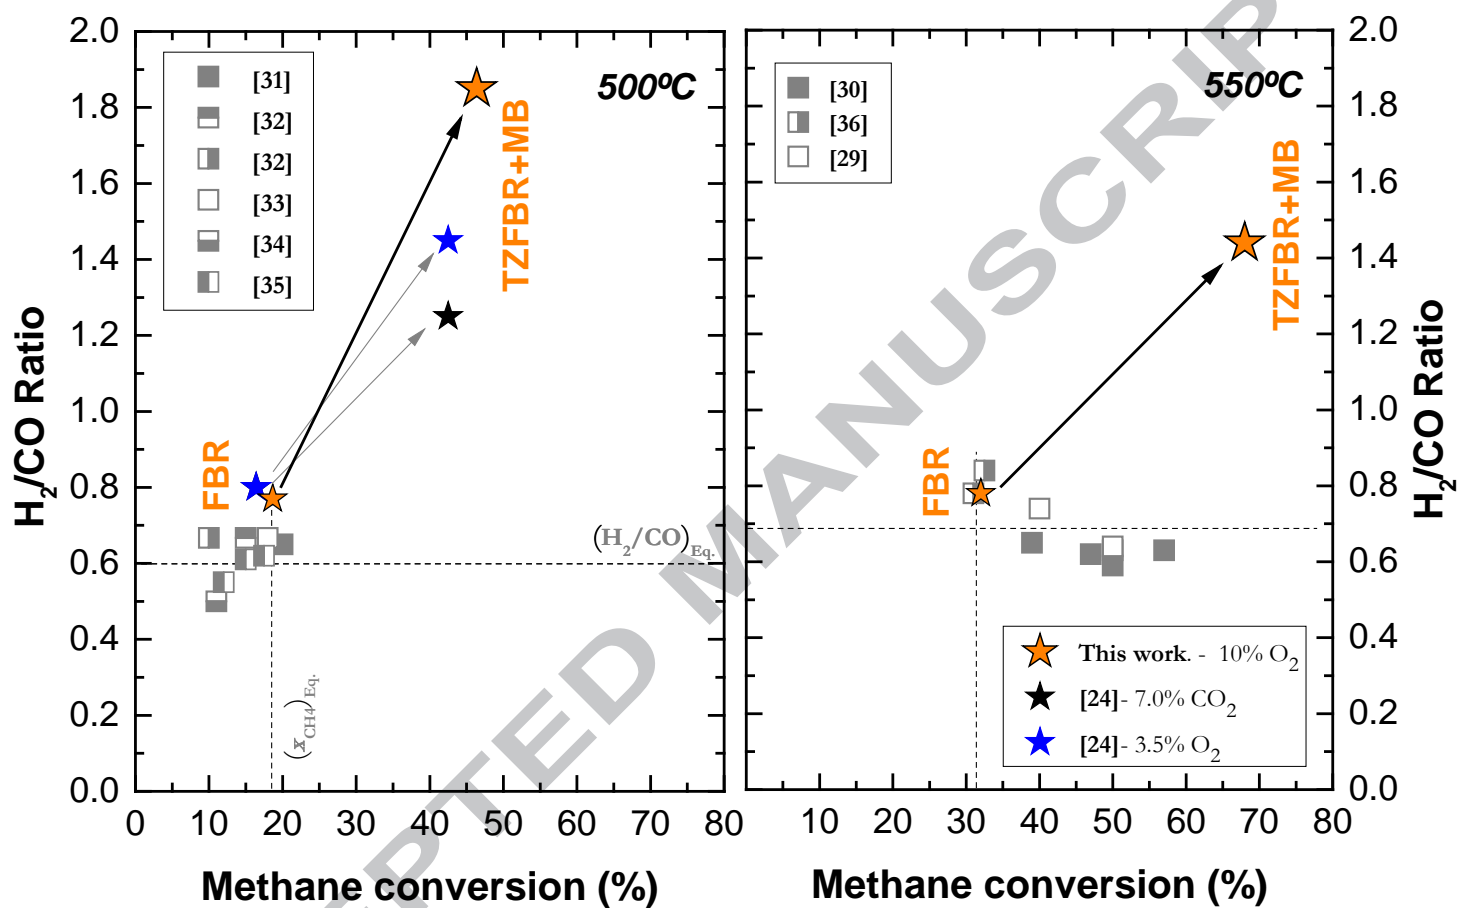 ACCEPTED MANUSCRIPT
2.0
1.8
1.6
1.4
1.2
1.0
0.8
0.6
0.4
0.2
0.0
H2/CO Ratio
[31]
[32]
[32]
[33]
[34]
[35]
500ºC
TZFBR+MB
FBR
(H2/CO)Eq.
(xCH4)Eq.
0 10 20 30 40 50 60 70 80
Methane conversion (%)
[30]
[36]
[29]
550ºC
TZFBR+MB
FBR
This work. - 10% O2
[24]- 7.0% CO2
[24]- 3.5% O2
10 20 30 40 50 60 70 80
Methane conversion (%)
2.0
1.8
1.6
1.4
1.2
1.0
0.8
0.6
0.4
0.2
0.0
H2/CO Ratio